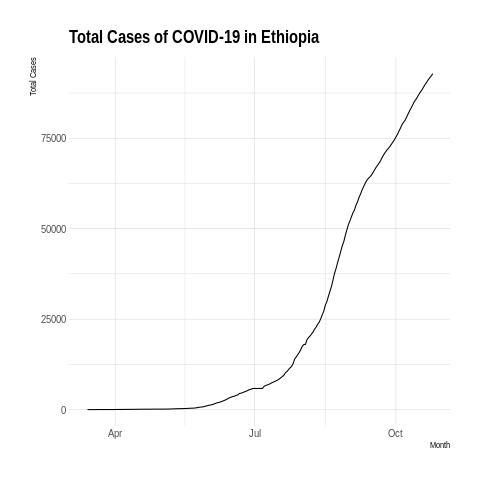 Total Cases of COVID-19 in Ethiopia
Total Cases
75000
50000
25000
0
Apr
Jul
Oct
Month